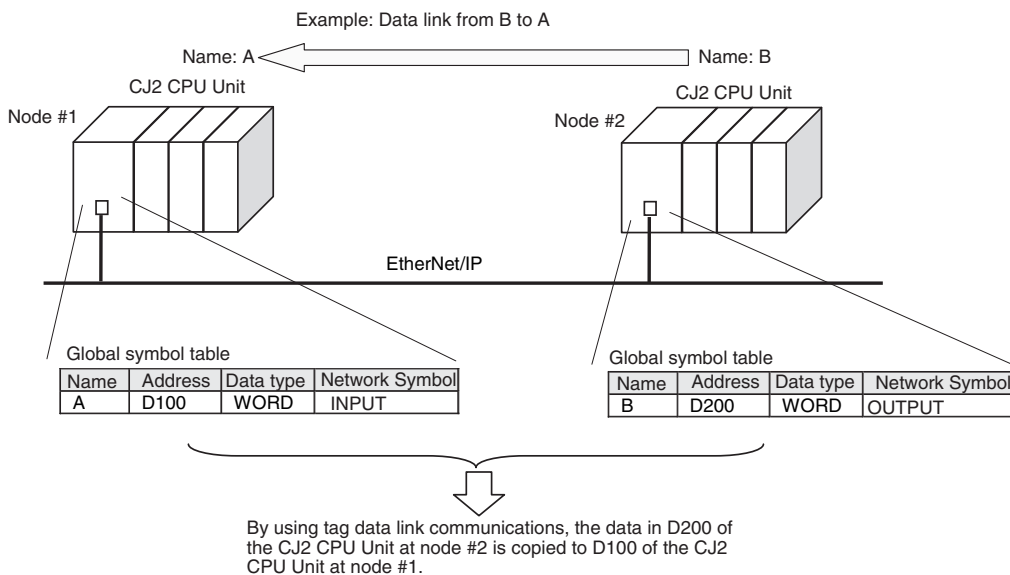 Example: Data link from B to A
Name: A
Name: B
CJ2 CPU Unit
CJ2 CPU Unit
Node #1
Node #2
EtherNet/IP
Global symbol table
Name Address Data type Network Symbol
A D100 WORD INPUT
Global symbol table
Name Address Data type Network Symbol
B D200 WORD OUTPUT
By using tag data link communications, the data in D200 of
the CJ2 CPU Unit at node #2 is copied to D100 of the CJ2
CPU Unit at node #1.